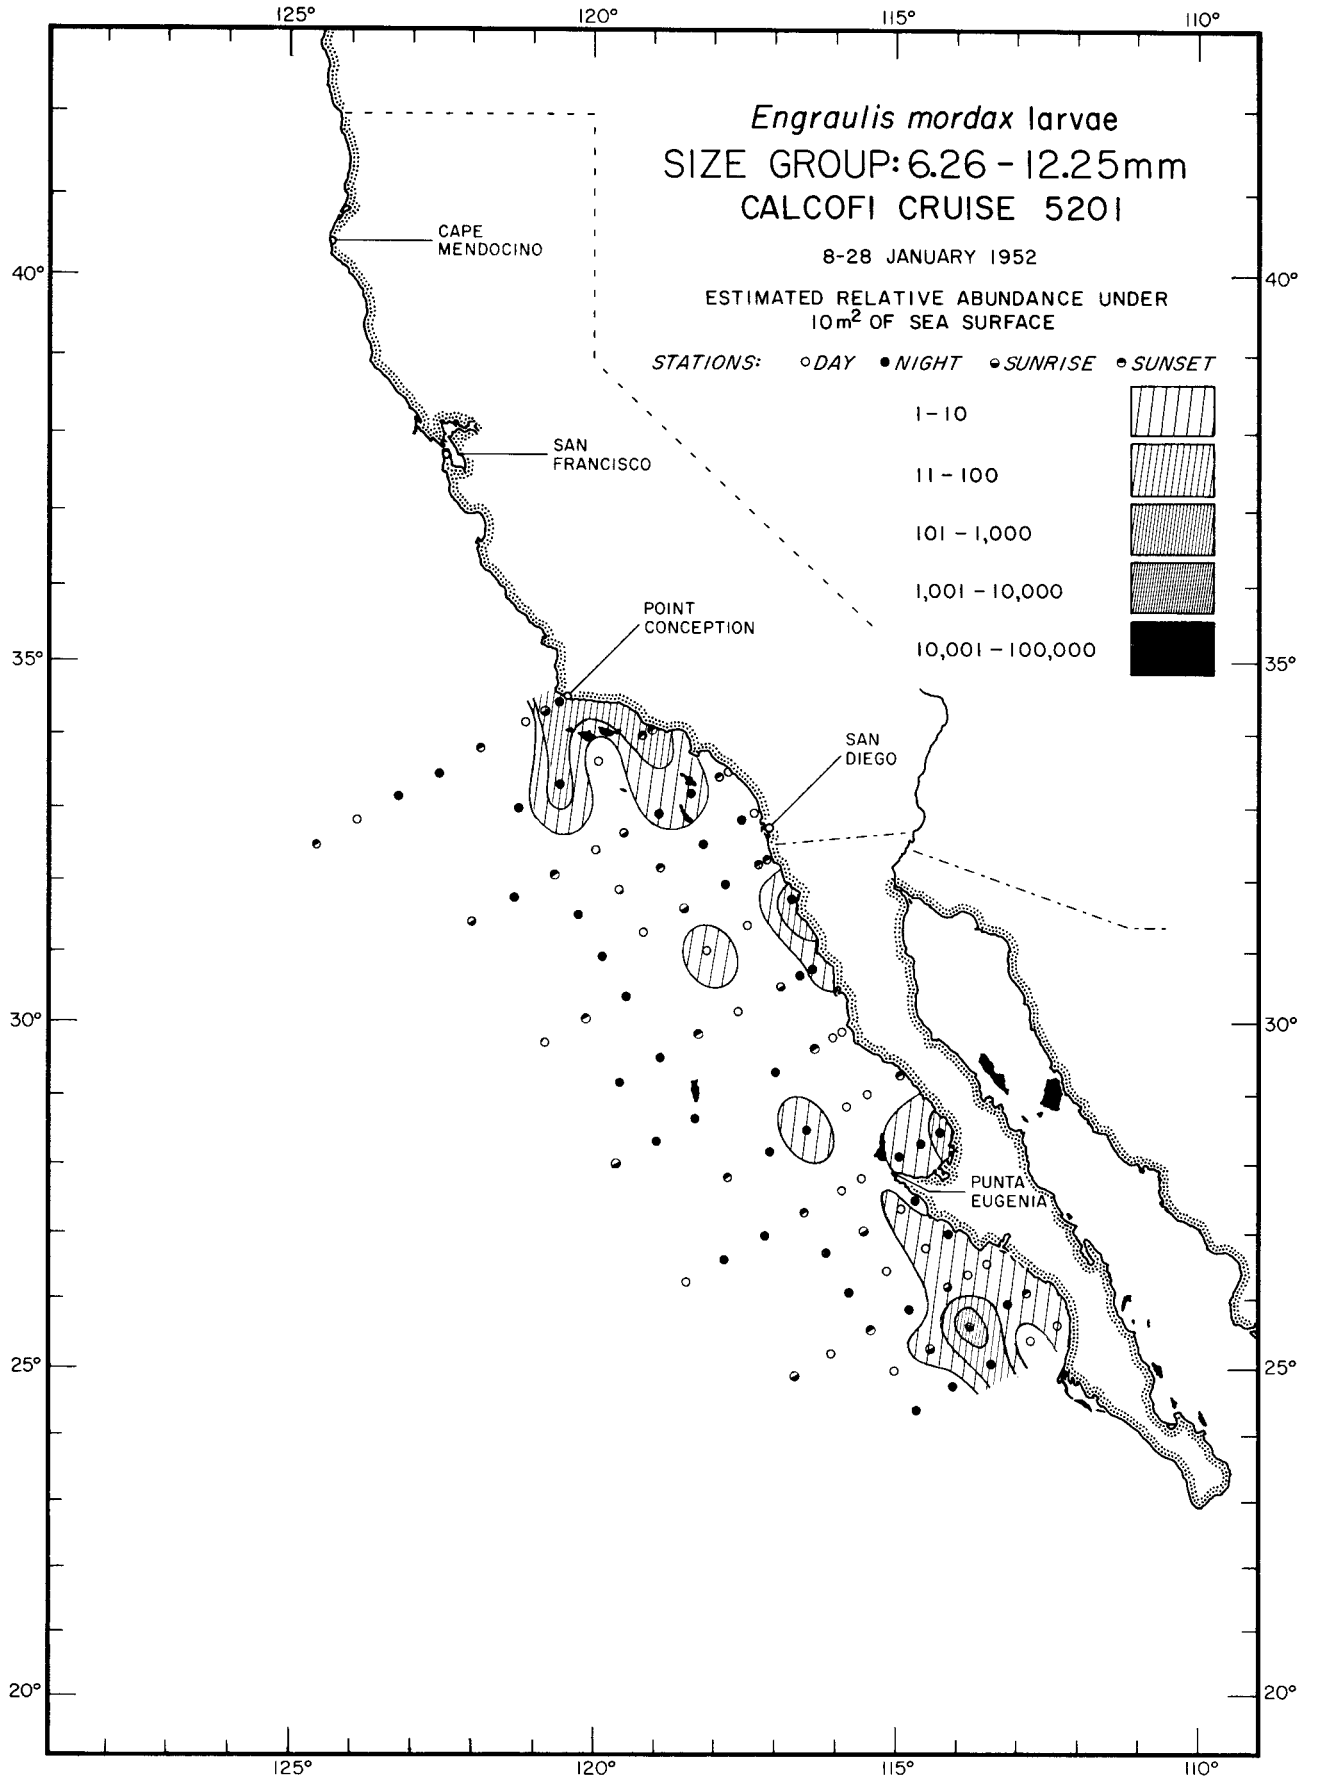 125° 120° 115° 110°
Engraulis mordax larvae
SIZE GROUP: 6.26-12.25mm
CALCOFI CRUISE 5201
8-28 JANUARY 1952
ESTIMATED RELATIVE ABUNDANCE UNDER
10m² OF SEA SURFACE
STATIONS: DAY NIGHT SUNRISE SUNSET
1-10
11-100
101-1,000
1,001-10,000
10,001-100,000
CAPE
MENDOCINO
40° 40°
SAN
FRANCISCO
POINT
CONCEPTION
35° 35°
SAN
DIEGO
30° 30°
PUNTA
EUGENIA
25° 25°
20° 20°
125° 120° 115° 110°